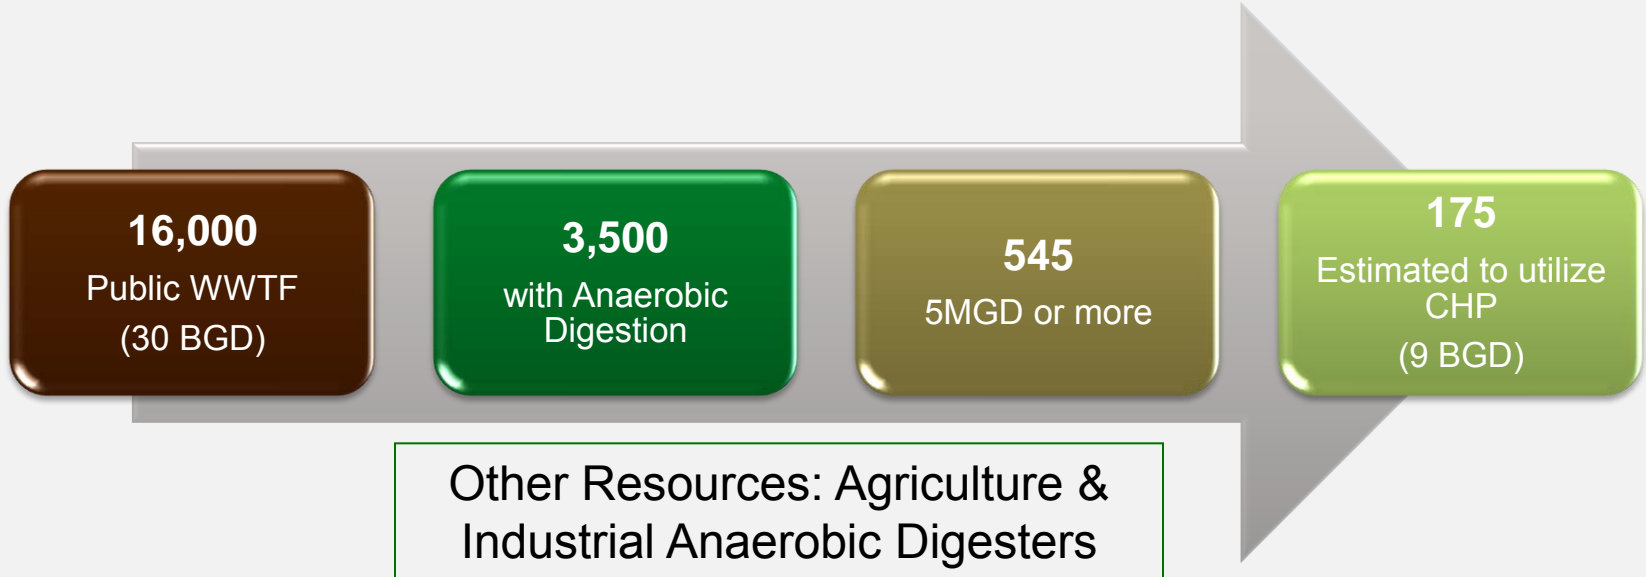 16,000
Public WWTF
(30 BGD)
3,500
with Anaerobic
Digestion
545
5MGD or more
175
Estimated to utilize
CHP
(9 BGD)
Other Resources: Agriculture &
Industrial Anaerobic Digesters